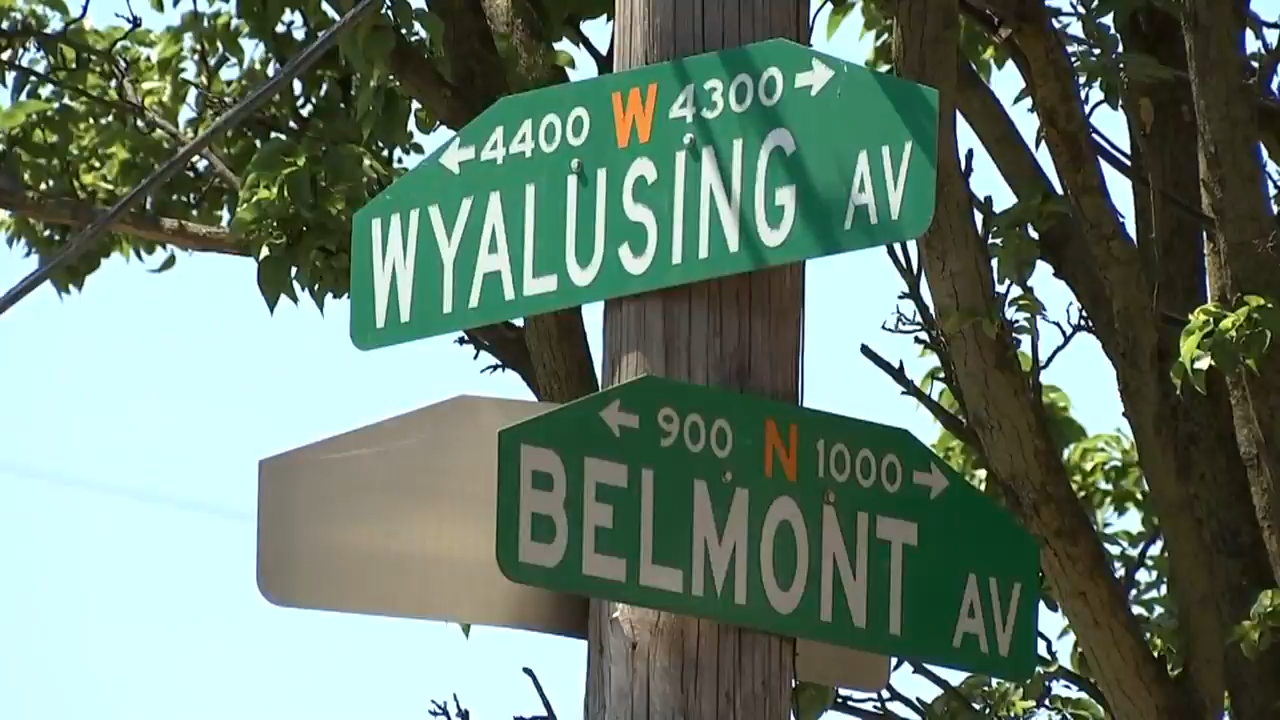 ← 4400 W 4300 →
WYALUSING AV
← 900 N 1000 →
BELMONT AV